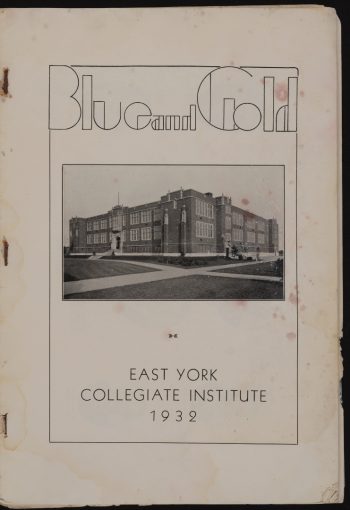 Blue and Gold
EAST YORK
COLLEGIATE INSTITUTE
1932